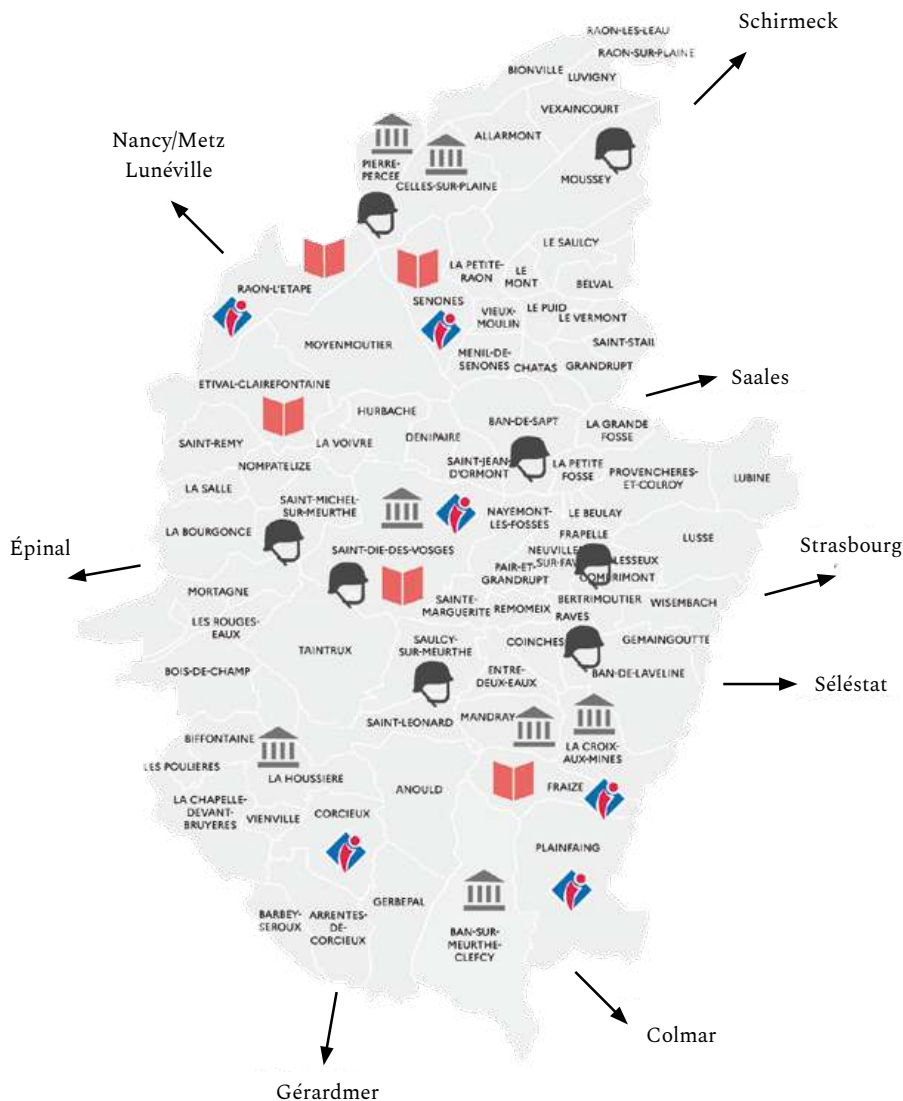 Schirmeck
RAON-LES-LEAU
RAON-SUR-PLAINE
BIONVILLE
LUVIGNY
VEXAINCOURT
ALLARMONT
Nancy/Metz
Lunéville
PIERRE-
PERCEE
CELLES-SUR-PLAINE
MOUSSEY
LE SAULCY
LA PETITE-
RAON
LE
MONT
BELVAL
RAON-L'ETAPE
SENONES
VIEUX-
MOULIN
LE PUID
LE VERMONT
MOYENMOUTIER
SAINT-STAIL
MENIL-DE-
SENONES
CHATAS
GRANDRUPT
ETIVAL-CLAIREFONTAINE
Saales
HURBACHE
BAN-DE-SAPT
LA GRANDE
FOSSE
SAINT-REMY
LA VOIVRE
DENIPAIRE
NOMPATELIZE
SAINT-JEAN-
D'ORMONT
LA PETITE
FOSSE
PROVENCHERES-
ET-COLROY
LUBINE
LA SALLE
SAINT-MICHEL-
SUR-MEURTHE
NAYEMONT-
LES-FOSSES
LE BEULAY
LA BOURGONCE
FRAPELLE
LUSSE
Épinal
Strasbourg
SAINT-DIE-DES-VOSGES
NEUVILLE
SUR-FAV
LESSEUX
COMBRIMONT
PAIR-ET-
GRANDRUPT
MORTAGNE
SAINTE-
MARGUERITE
REMOMEIX
BERTRIMOUTIER
WISEMBACH
RAVES
LES ROUGES-
EAUX
TAINTRUX
SAULCY-
SUR-MEURTHE
COINCHES
GEMAINGOUTTE
BOIS-DE-CHAMP
ENTRE-
DEUX-EAUX
BAN-DE-LAVELINE
Séléstat
SAINT-LEONARD
MANDRAY
BIFFONTAINE
LA CROIX-
AUX-MINES
LES POULIERES
LA HOUSSIERE
ANOULD
FRAIZE
LA CHAPELLE-
DEVANT-
BRUYERES
VIENVILLE
CORCIEUX
PLAINFAING
GERBEPAL
BARBEY-
SEROUX
ARRENTES-
DE-
CORCIEUX
BAN-SUR-
MEURTHE-
CLEFCY
Colmar
Gérardmer